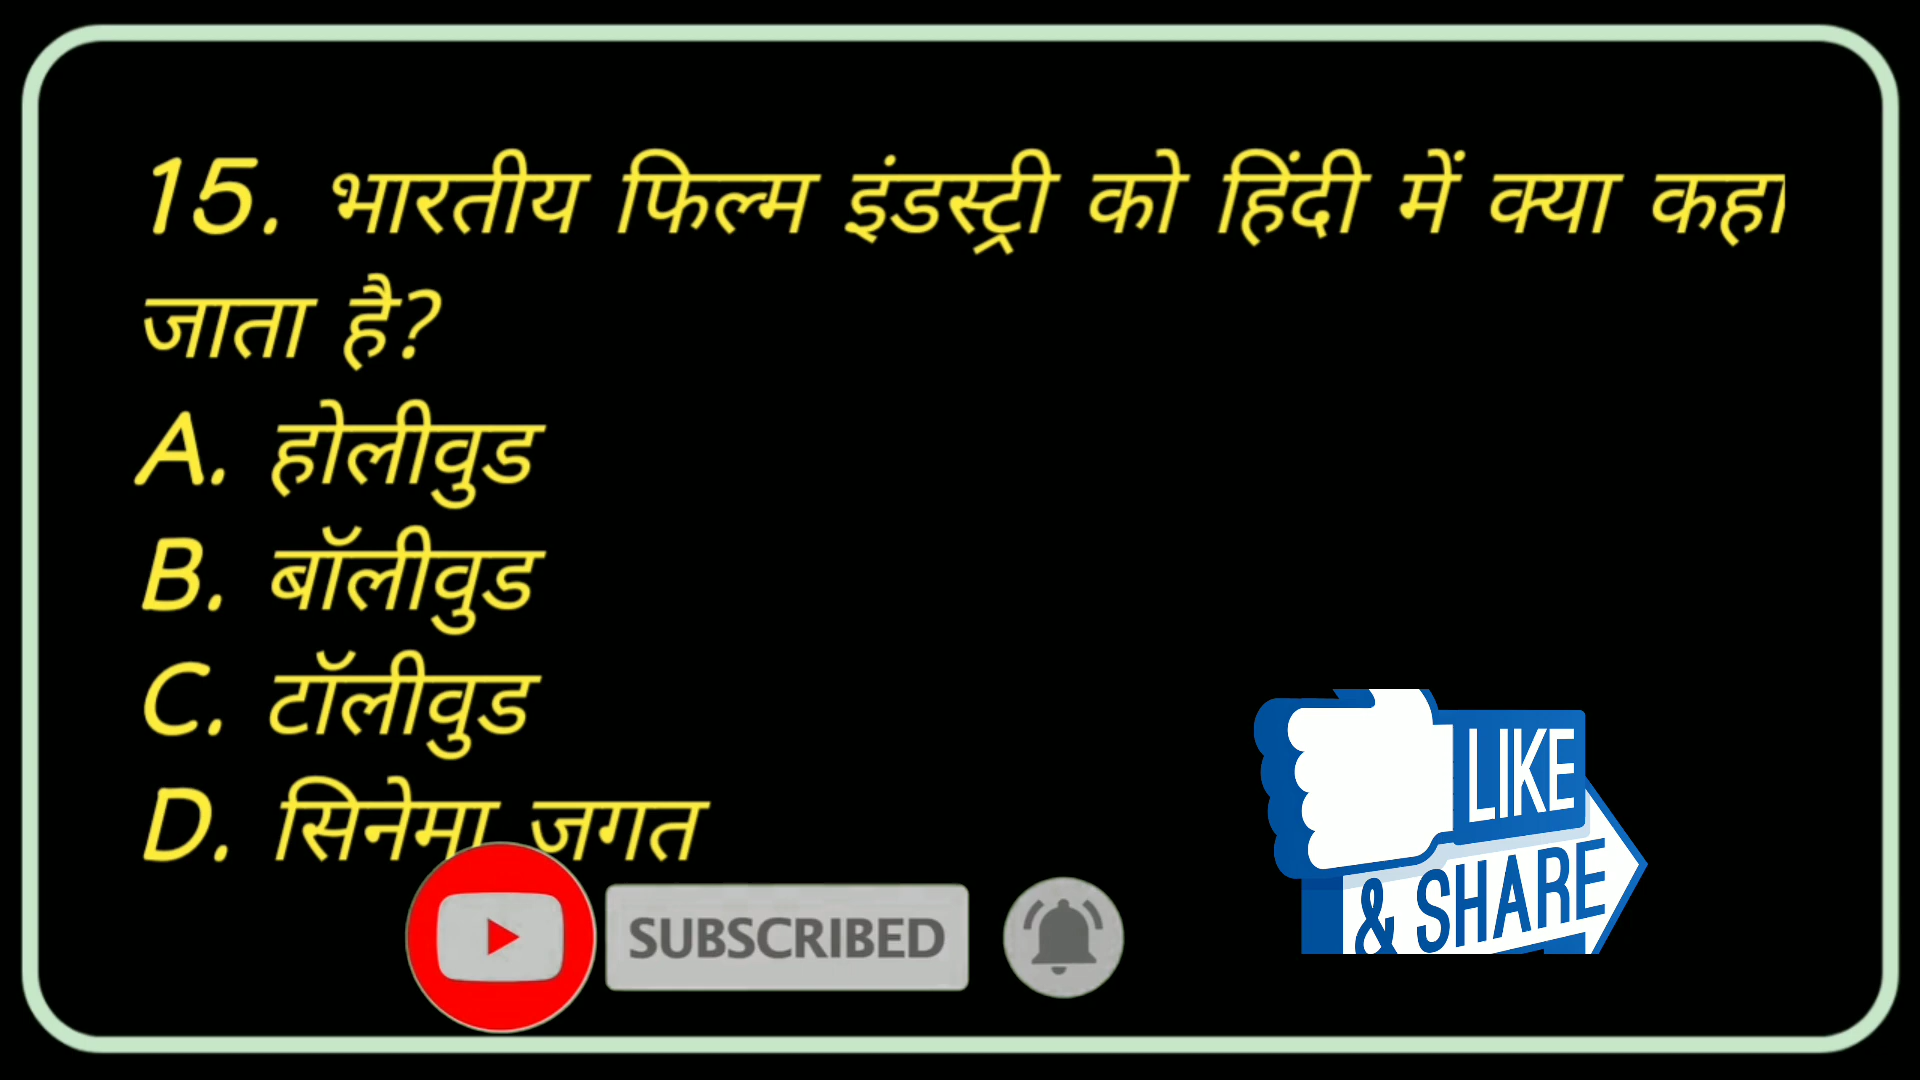 15. भारतीय फिल्म इंडस्ट्री को हिंदी में क्या कहा
जाता है?
A. होलीवुड
B. बॉलीवुड
C. टॉलीवुड
D. सिनेमा जगत
LIKE
& SHARE
SUBSCRIBED